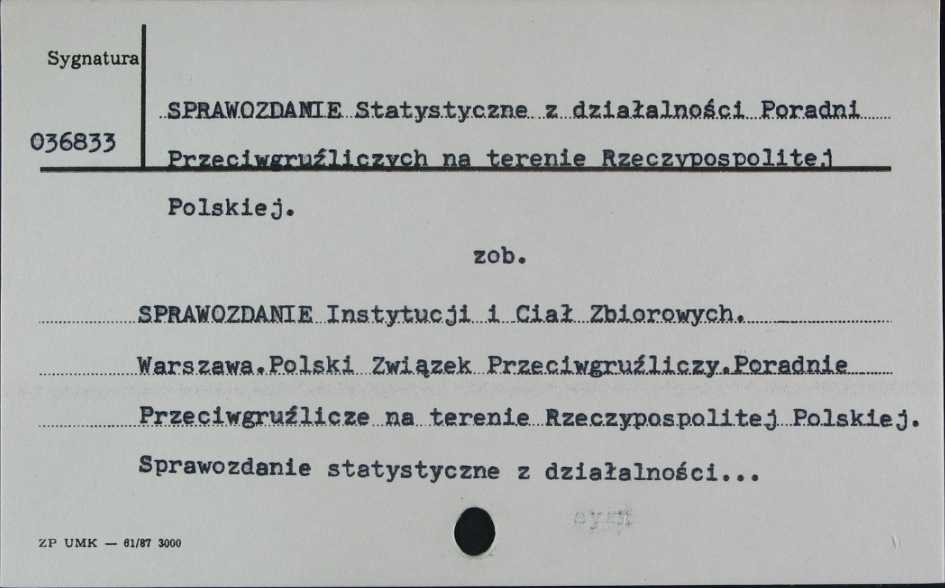 Sygnatura
036833
SPRAWOZDANIE Statystyczne z działalności Poradni
Przeciwgruźliczych na terenie Rzeczypospolitej
Polskiej.
zob.
SPRAWOZDANIE Instytucji i Ciał Zbiorowych.
Warszawa.Polski Związek Przeciwgruźliczy.Poradnie
Przeciwgruźlicze na terenie Rzeczypospolitej Polskiej.
Sprawozdanie statystyczne z działalności...
ZP UMK — 61/87 3000